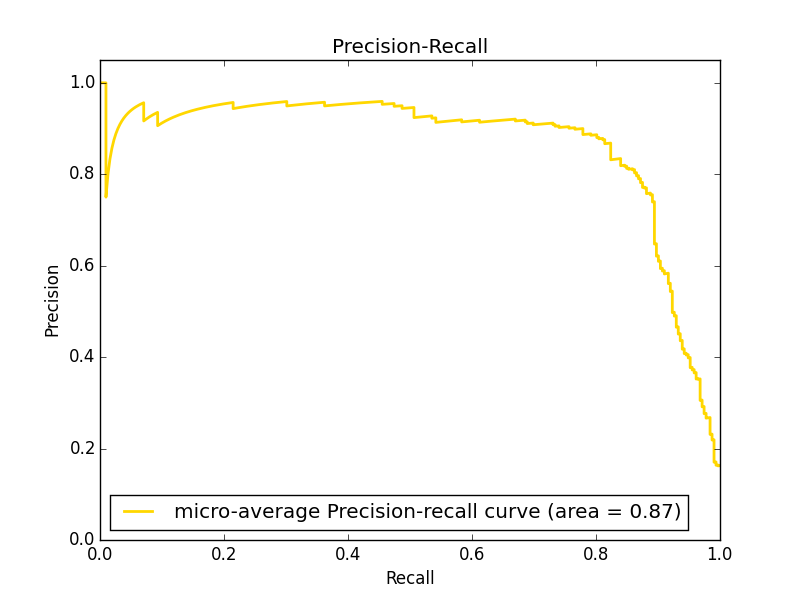 Precision-Recall
1.0
0.8
0.6
0.4
0.2
0.0
Precision
micro-average Precision-recall curve (area = 0.87)
0.0 0.2 0.4 0.6 0.8 1.0
Recall